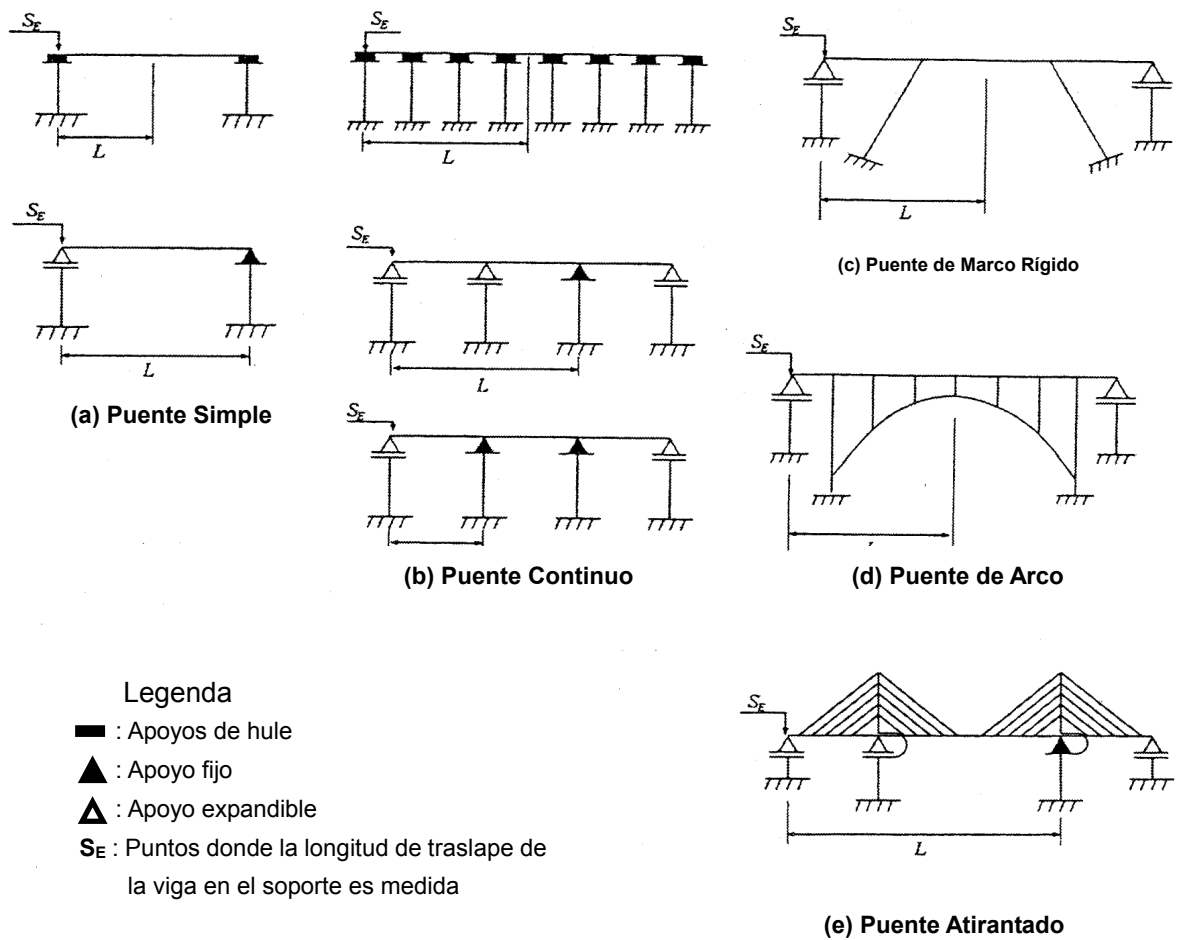 S_E
L
S_E
L
(a) Puente Simple
S_E
L
S_E
L
S_E
(b) Puente Continuo
S_E
L
(c) Puente de Marco Rígido
S_E
(d) Puente de Arco
S_E
L
(e) Puente Atirantado
Legenda
: Apoyos de hule
: Apoyo fijo
: Apoyo expandible
S_E : Puntos donde la longitud de traslape de
la viga en el soporte es medida